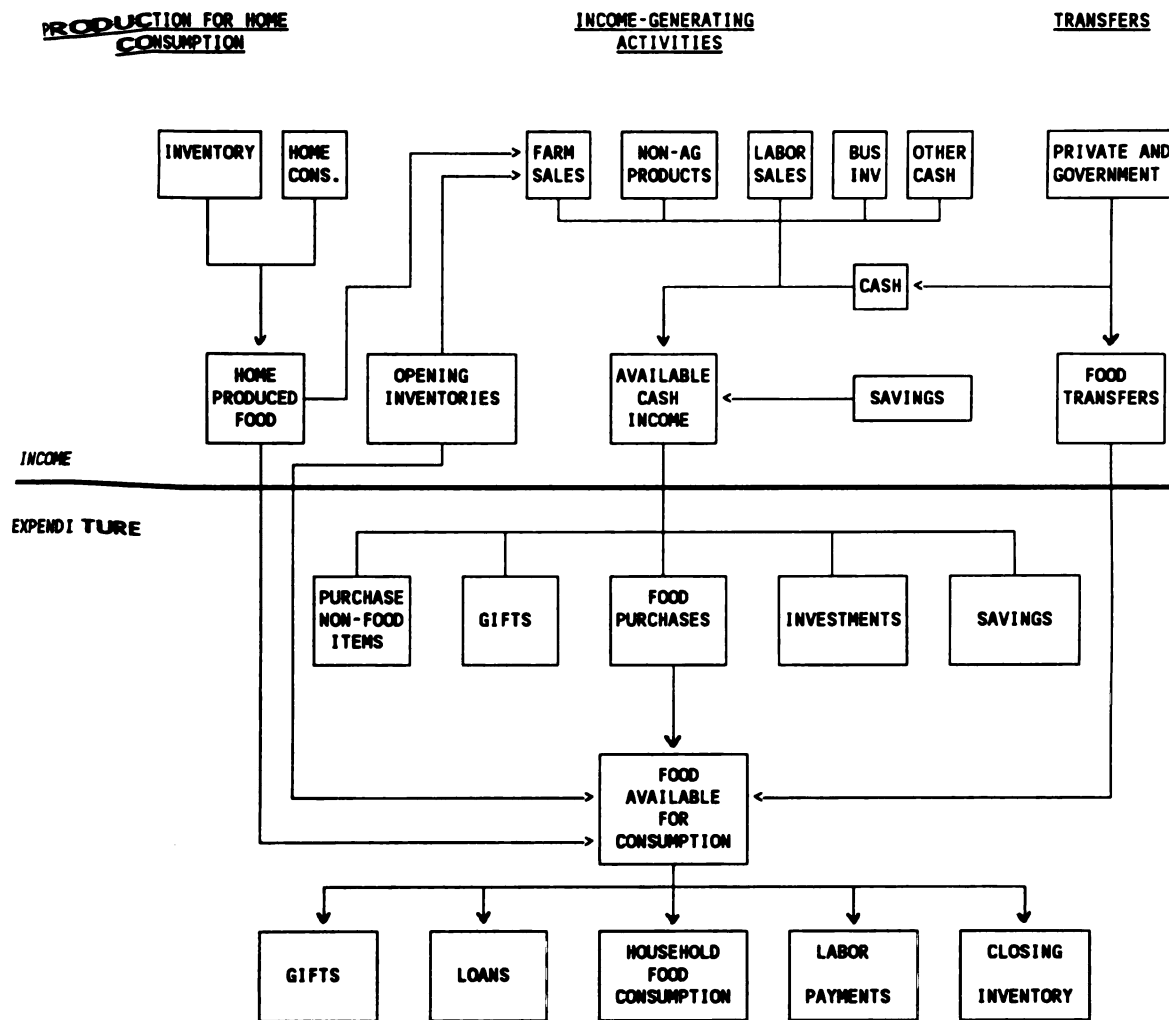 PRODUCTION FOR HOME
CONSUMPTION
INCOME-GENERATING
ACTIVITIES
TRANSFERS
INVENTORY
HOME
CONS.
FARM
SALES
NON-AG
PRODUCTS
LABOR
SALES
BUS
INV
OTHER
CASH
PRIVATE AND
GOVERNMENT
CASH
HOME
PRODUCED
FOOD
OPENING
INVENTORIES
AVAILABLE
CASH
INCOME
SAVINGS
FOOD
TRANSFERS
INCOME
EXPENDITURE
PURCHASE
NON-FOOD
ITEMS
GIFTS
FOOD
PURCHASES
INVESTMENTS
SAVINGS
FOOD
AVAILABLE
FOR
CONSUMPTION
GIFTS
LOANS
HOUSEHOLD
FOOD
CONSUMPTION
LABOR
PAYMENTS
CLOSING
INVENTORY